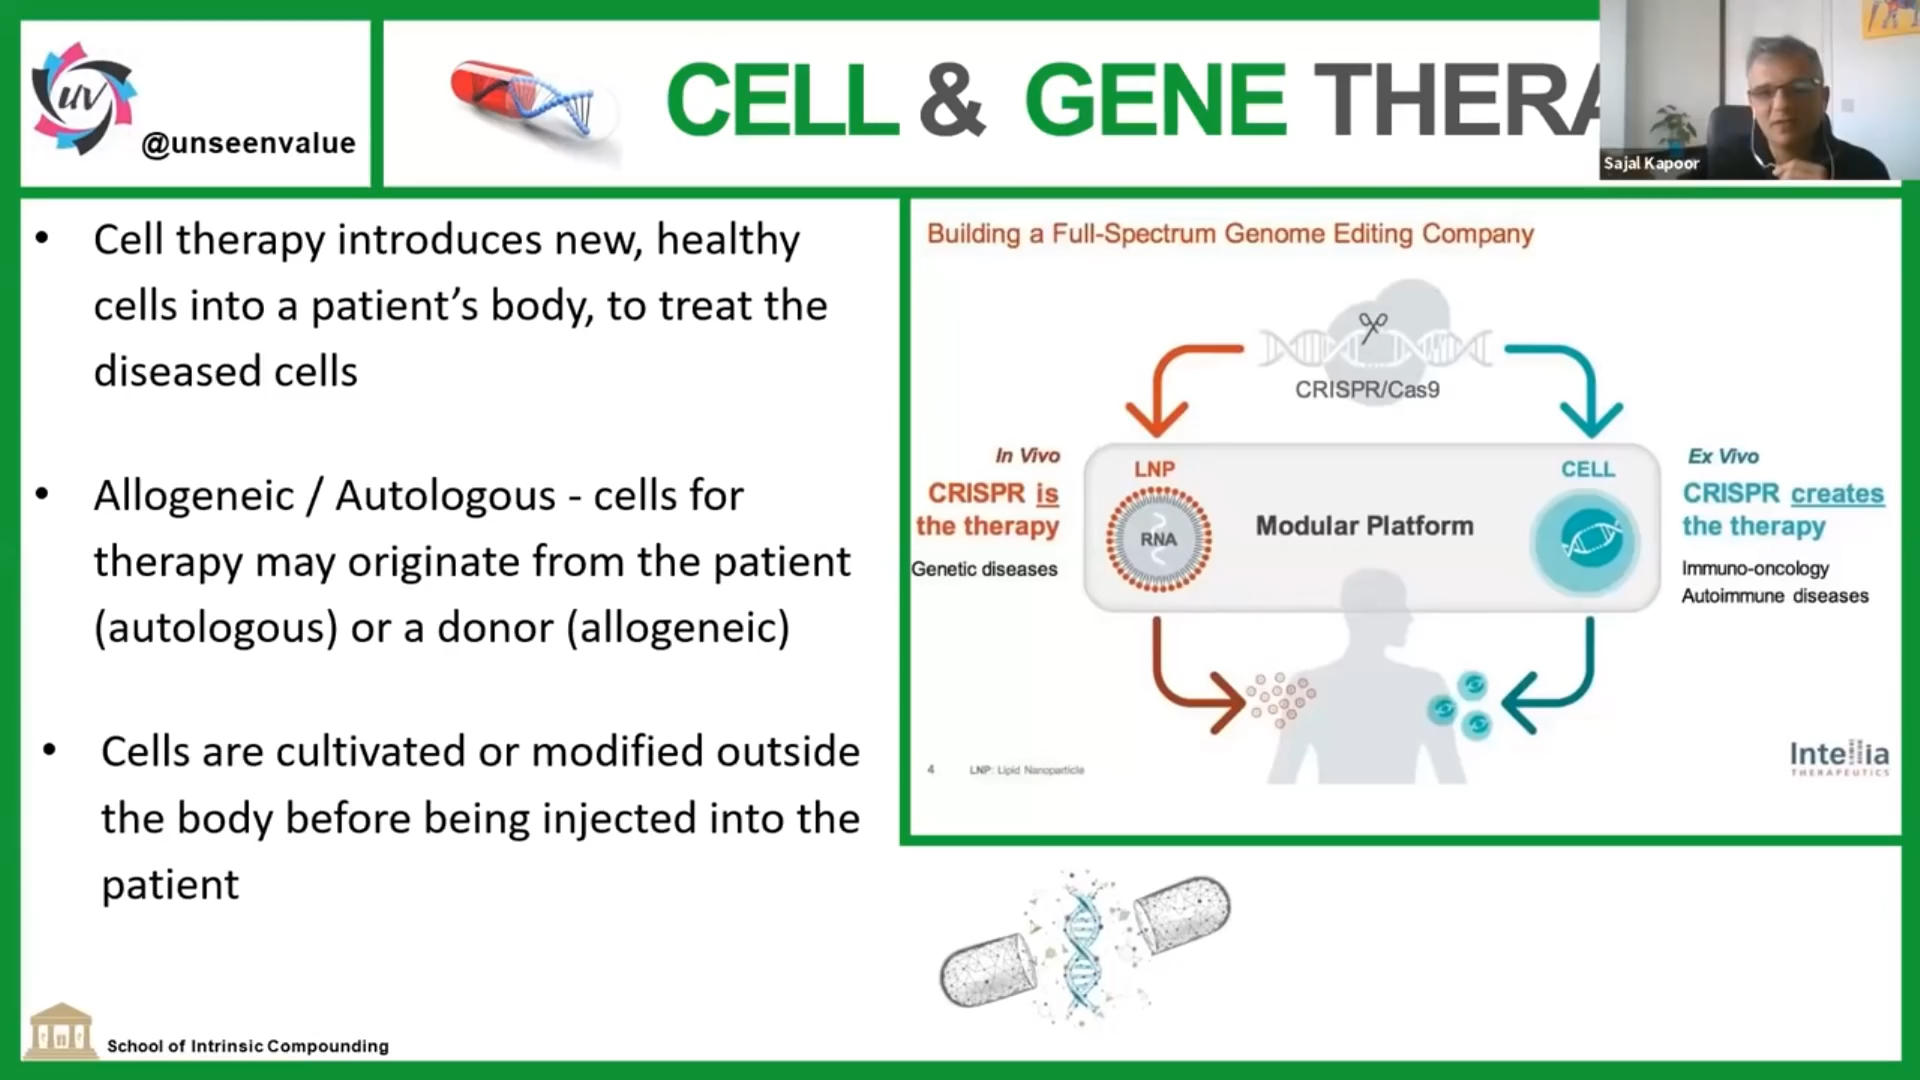 uv
@unseenvalue
CELL & GENE THERA
Sajal Kapoor
• Cell therapy introduces new, healthy
cells into a patient’s body, to treat the
diseased cells
• Allogeneic / Autologous - cells for
therapy may originate from the patient
(autologous) or a donor (allogeneic)
• Cells are cultivated or modified outside
the body before being injected into the
patient
School of Intrinsic Compounding
Building a Full-Spectrum Genome Editing Company
CRISPR/Cas9
In Vivo
CRISPR is
the therapy
Genetic diseases
LNP
RNA
Modular Platform
CELL
Ex Vivo
CRISPR creates
the therapy
Immuno-oncology
Autoimmune diseases
4 LNP: Lipid Nanoparticle
Intellia
THERAPEUTICS